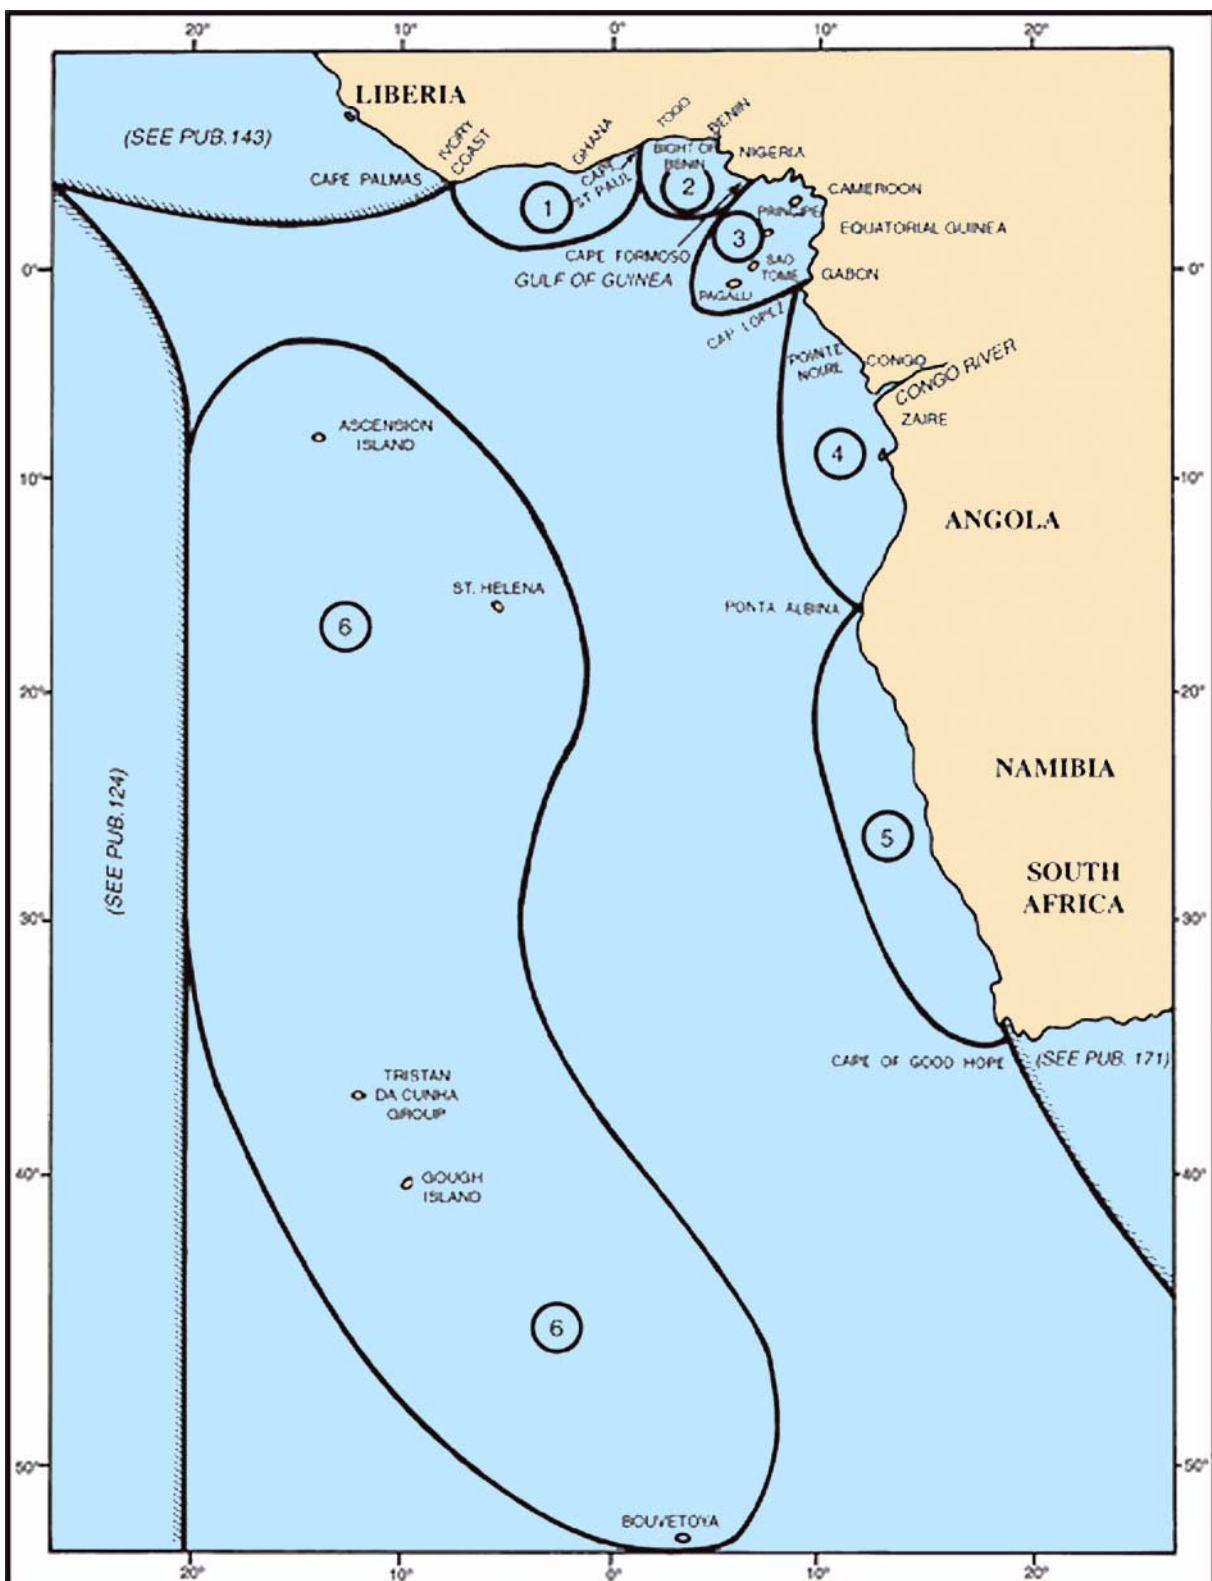 20° 10° 0° 10° 20°
LIBERIA
(SEE PUB.143)
IVORY
COAST
GHANA
TOGO
BENIN
CAPE
ST PAUL
BIGHT OF
BENIN
NIGERIA
CAPE PALMAS
1
2
CAMEROON
PRINCIPE
EQUATORIAL GUINEA
3
CAPE FORMOSO
GULF OF GUINEA
SAO
TOME
0°
GABON
0°
PAGALU
CAP LOPEZ
POINTE
NOIRE
CONGO
CONGO RIVER
ZAIRE
ASCENSION
ISLAND
4
10°
10°
ANGOLA
ST. HELENA
PONTA ALBINA
6
20°
20°
NAMIBIA
(SEE PUB.124)
5
SOUTH
AFRICA
30°
30°
CAPE OF GOOD HOPE
(SEE PUB. 171)
TRISTAN
DA CUNHA
GROUP
40°
GOUGH
ISLAND
40°
6
50°
50°
BOUVETOYA
20° 10° 0° 10° 20°